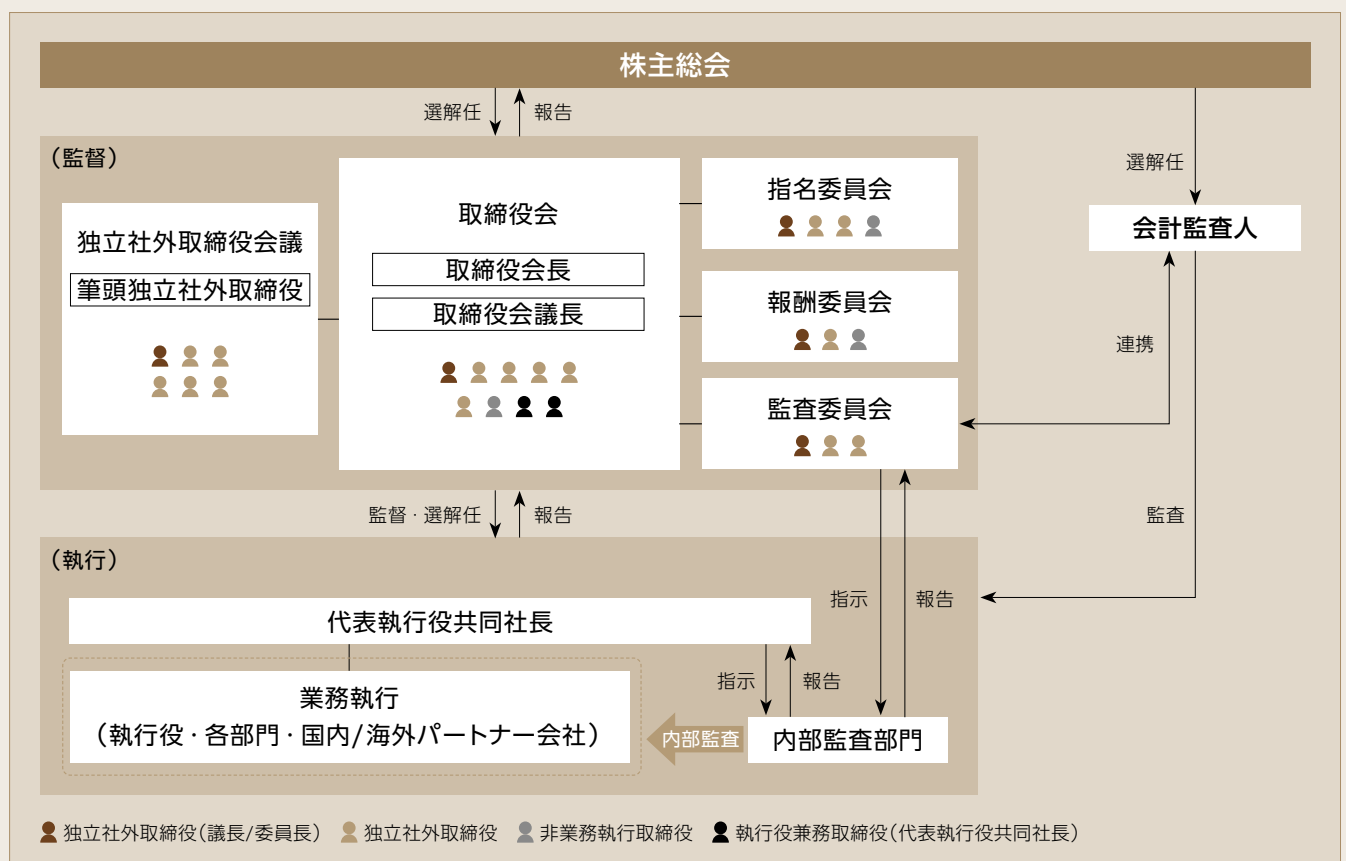 株主総会
選解任
報告
選解任
(監督)
独立社外取締役会議
筆頭独立社外取締役
取締役会
取締役会長
取締役会議長
指名委員会
報酬委員会
監査委員会
会計監査人
連携
監査
監督・選解任
報告
(執行)
代表執行役共同社長
業務執行
(執行役・各部門・国内/海外パートナー会社)
指示
報告
指示
報告
内部監査
内部監査部門
独立社外取締役(議長/委員長) 独立社外取締役 非業務執行取締役 執行役兼務取締役(代表執行役共同社長)